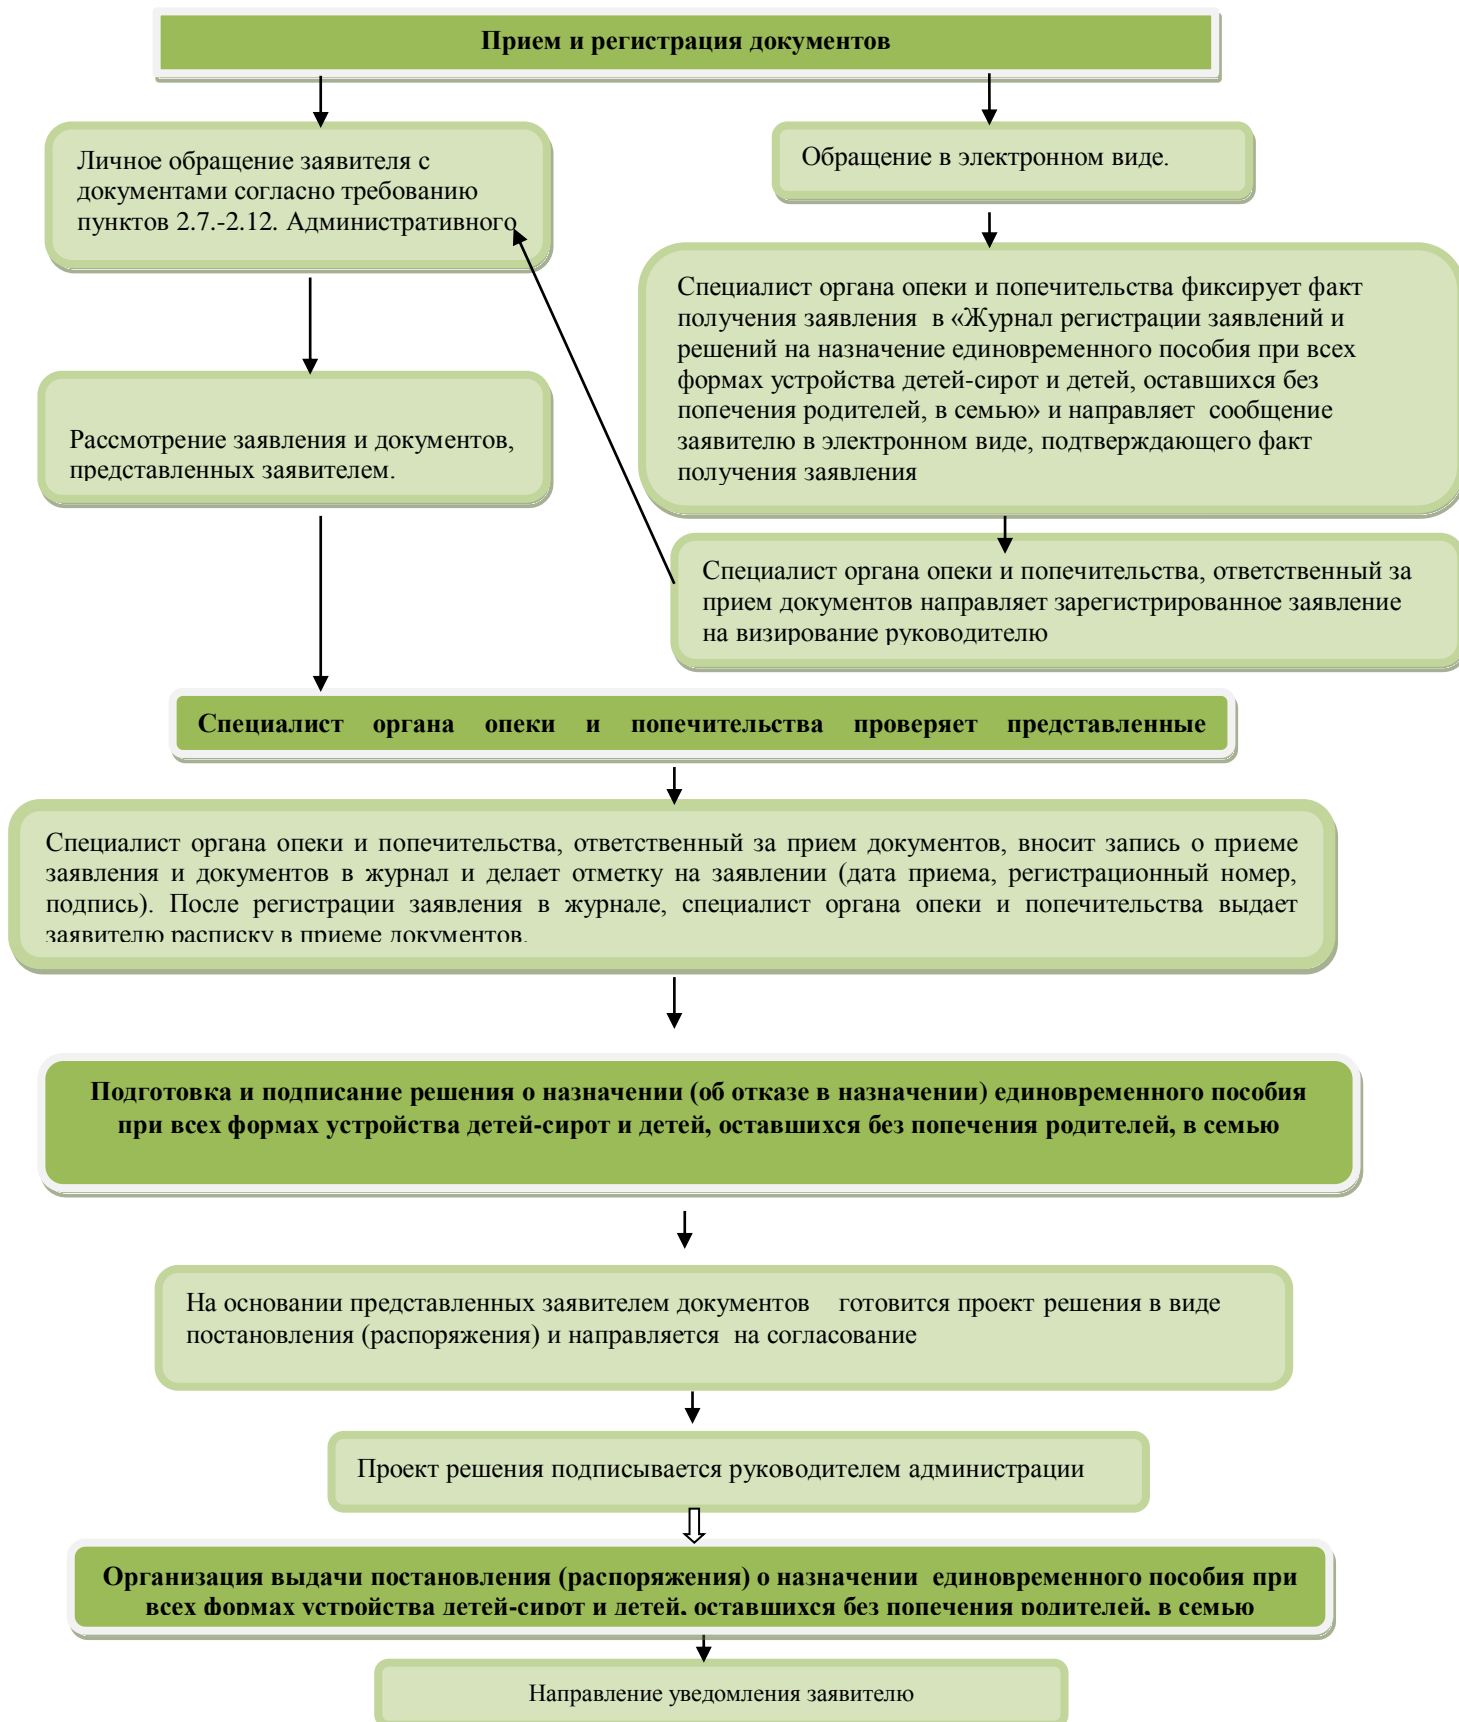 Прием и регистрация документов
Личное обращение заявителя с
документами согласно требованию
пунктов 2.7.-2.12. Административного
Обращение в электронном виде.
Специалист органа опеки и попечительства фиксирует факт
получения заявления в «Журнал регистрации заявлений и
решений на назначение единовременного пособия при всех
формах устройства детей-сирот и детей, оставшихся без
попечения родителей, в семью» и направляет сообщение
заявителю в электронном виде, подтверждающего факт
получения заявления
Рассмотрение заявления и документов,
представленных заявителем.
Специалист органа опеки и попечительства, ответственный за
прием документов направляет зарегистрированное заявление
на визирование руководителю
Специалист органа опеки и попечительства проверяет представленные
Специалист органа опеки и попечительства, ответственный за прием документов, вносит запись о приеме
заявления и документов в журнал и делает отметку на заявлении (дата приема, регистрационный номер,
подпись). После регистрации заявления в журнале, специалист органа опеки и попечительства выдает
заявителю расписку в приеме документов.
Подготовка и подписание решения о назначении (об отказе в назначении) единовременного пособия
при всех формах устройства детей-сирот и детей, оставшихся без попечения родителей, в семью
На основании представленных заявителем документов готовится проект решения в виде
постановления (распоряжения) и направляется на согласование
Проект решения подписывается руководителем администрации
Организация выдачи постановления (распоряжения) о назначении единовременного пособия при
всех формах устройства детей-сирот и детей, оставшихся без попечения родителей, в семью
Направление уведомления заявителю